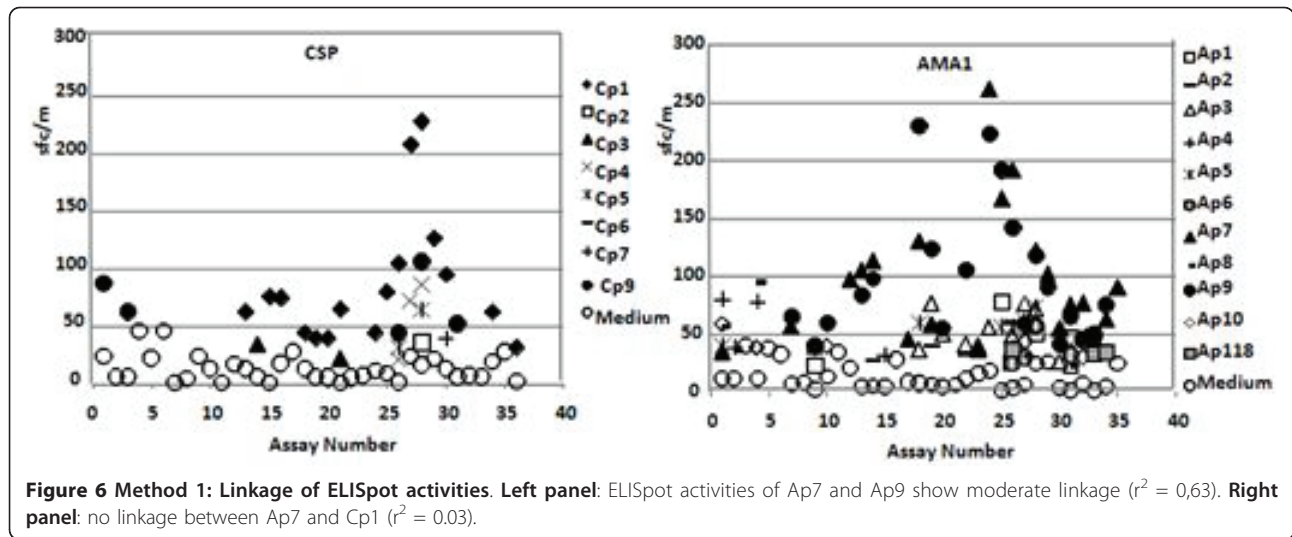 CSP
sfc/m
300
250
200
150
100
50
0
0 5 10 15 20 25 30 35 40
Assay Number
Cp1
Cp2
Cp3
Cp4
Cp5
Cp6
Cp7
Cp9
Medium
AMA1
sfc/m
300
250
200
150
100
50
0
0 5 10 15 20 25 30 35 40
Assay Number
Ap1
Ap2
Ap3
Ap4
Ap5
Ap6
Ap7
Ap8
Ap9
Ap10
Ap118
Medium
Figure 6 Method 1: Linkage of ELISpot activities. Left panel: ELISpot activities of Ap7 and Ap9 show moderate linkage (r² = 0,63). Right
panel: no linkage between Ap7 and Cp1 (r² = 0.03).